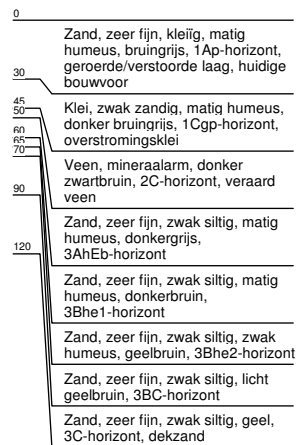 0
Zand, zeer fijn, kleiïg, matig
humeus, bruingrijs, 1Ap-horizont,
geroerde/verstoorde laag, huidige
bouwvoor
30
45
Klei, zwak zandig, matig humeus,
donker bruingrijs, 1Cgp-horizont,
overstromingsklei
50
60
Veen, mineraalarm, donker
zwartbruin, 2C-horizont, veraard
veen
65
70
90
Zand, zeer fijn, zwak siltig, matig
humeus, donkergrijs,
3AhEb-horizont
120
Zand, zeer fijn, zwak siltig, matig
humeus, donkerbruin,
3Bhe1-horizont
Zand, zeer fijn, zwak siltig, zwak
humeus, geelbruin, 3Bhe2-horizont
Zand, zeer fijn, zwak siltig, licht
geelbruin, 3BC-horizont
Zand, zeer fijn, zwak siltig, geel,
3C-horizont, dekzand